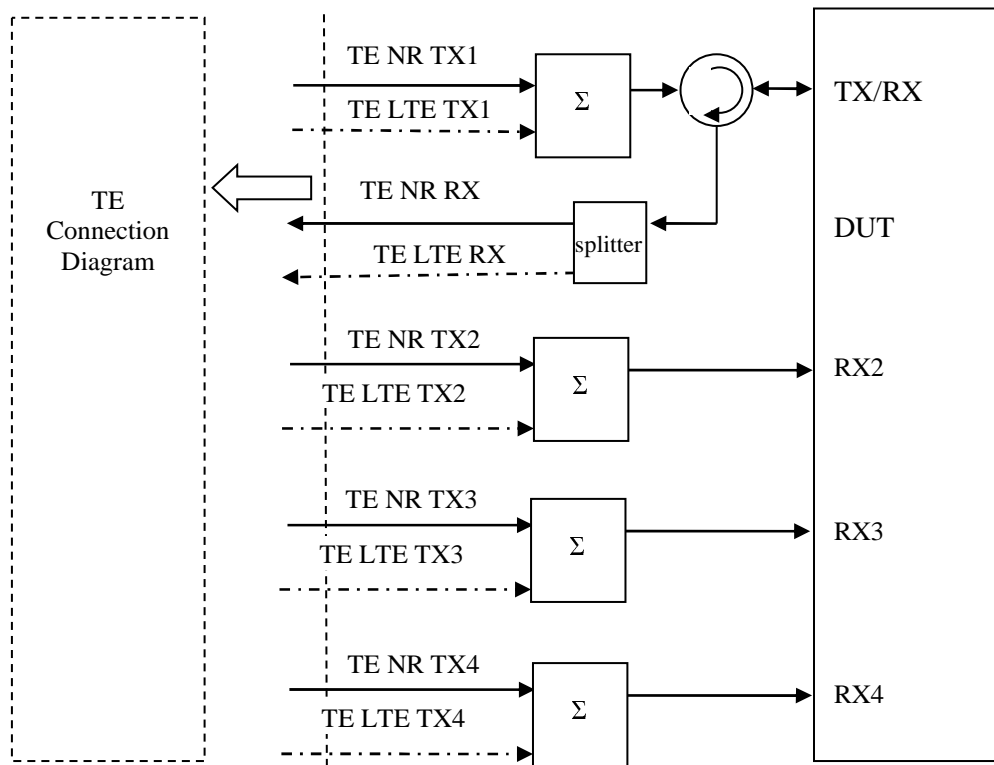 TE
Connection
Diagram
TE NR TX1
TE LTE TX1
Σ
TX/RX
TE NR RX
splitter
DUT
TE LTE RX
TE NR TX2
TE LTE TX2
Σ
RX2
TE NR TX3
TE LTE TX3
Σ
RX3
TE NR TX4
TE LTE TX4
Σ
RX4